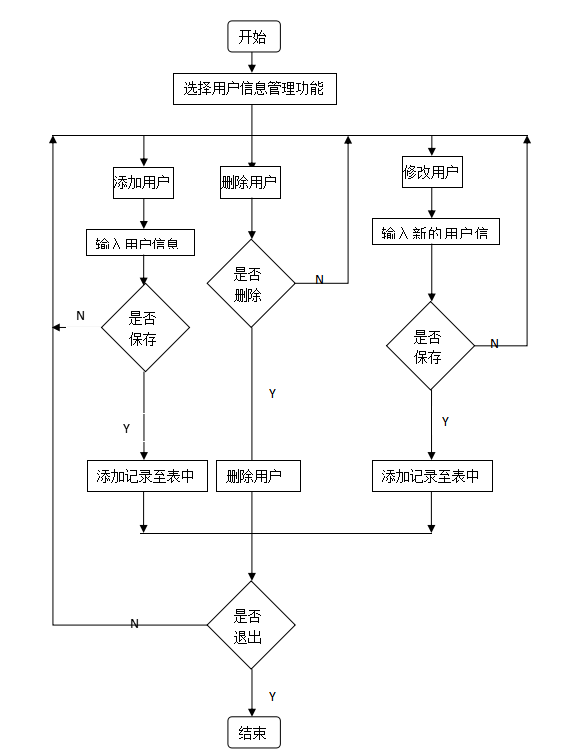 开始
选择用户信息管理功能
添加用户
删除用户
修改用户
输入用户信息
输入新的用户信
是否
删除
N
是否
保存
N
Y
是否
保存
N
Y
Y
添加记录至表中
删除用户
添加记录至表中
是否
退出
N
Y
结束